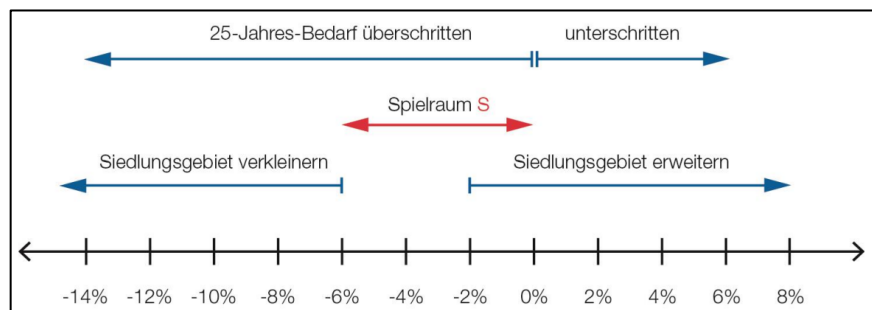 25-Jahres-Bedarf überschritten unterschritten
Spielraum S
Siedlungsgebiet verkleinern Siedlungsgebiet erweitern
-14% -12% -10% -8% -6% -4% -2% 0% 2% 4% 6% 8%